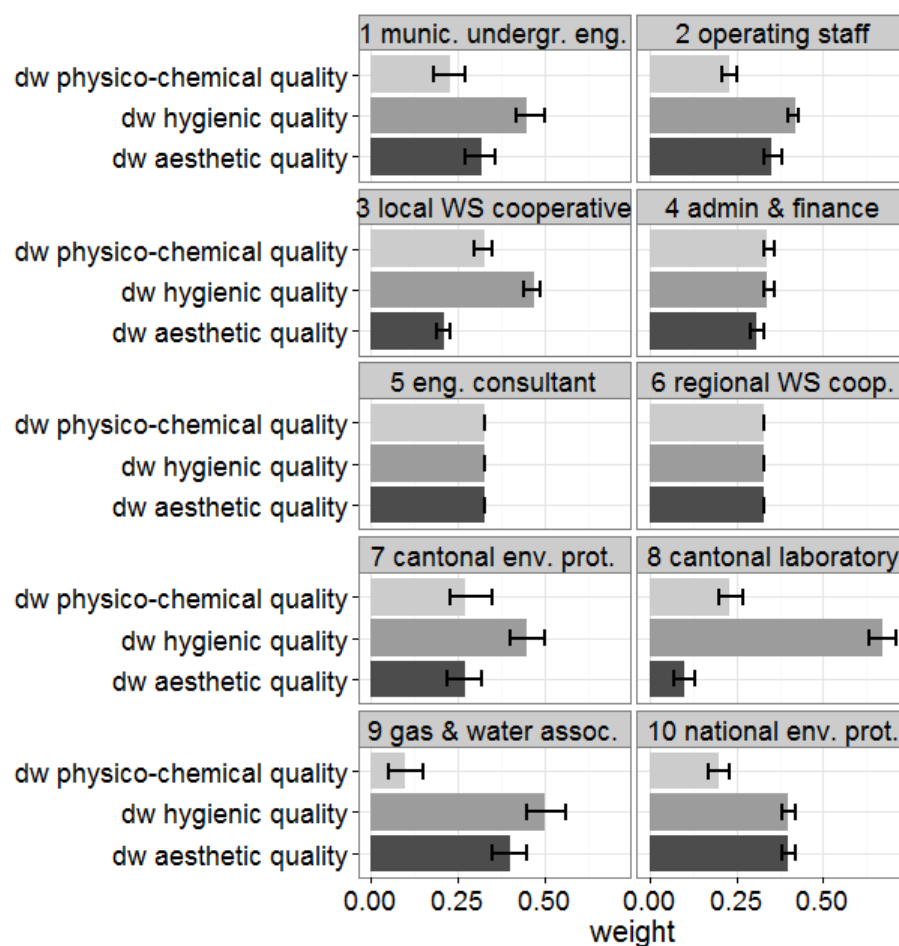 1 munic. undergr. eng.
2 operating staff
dw physico-chemical quality
dw hygienic quality
dw aesthetic quality
3 local WS cooperative
4 admin & finance
dw physico-chemical quality
dw hygienic quality
dw aesthetic quality
5 eng. consultant
6 regional WS coop.
dw physico-chemical quality
dw hygienic quality
dw aesthetic quality
7 cantonal env. prot.
8 cantonal laboratory
dw physico-chemical quality
dw hygienic quality
dw aesthetic quality
9 gas & water assoc.
10 national env. prot.
dw physico-chemical quality
dw hygienic quality
dw aesthetic quality
0.00 0.25 0.50 0.00 0.25 0.50
weight